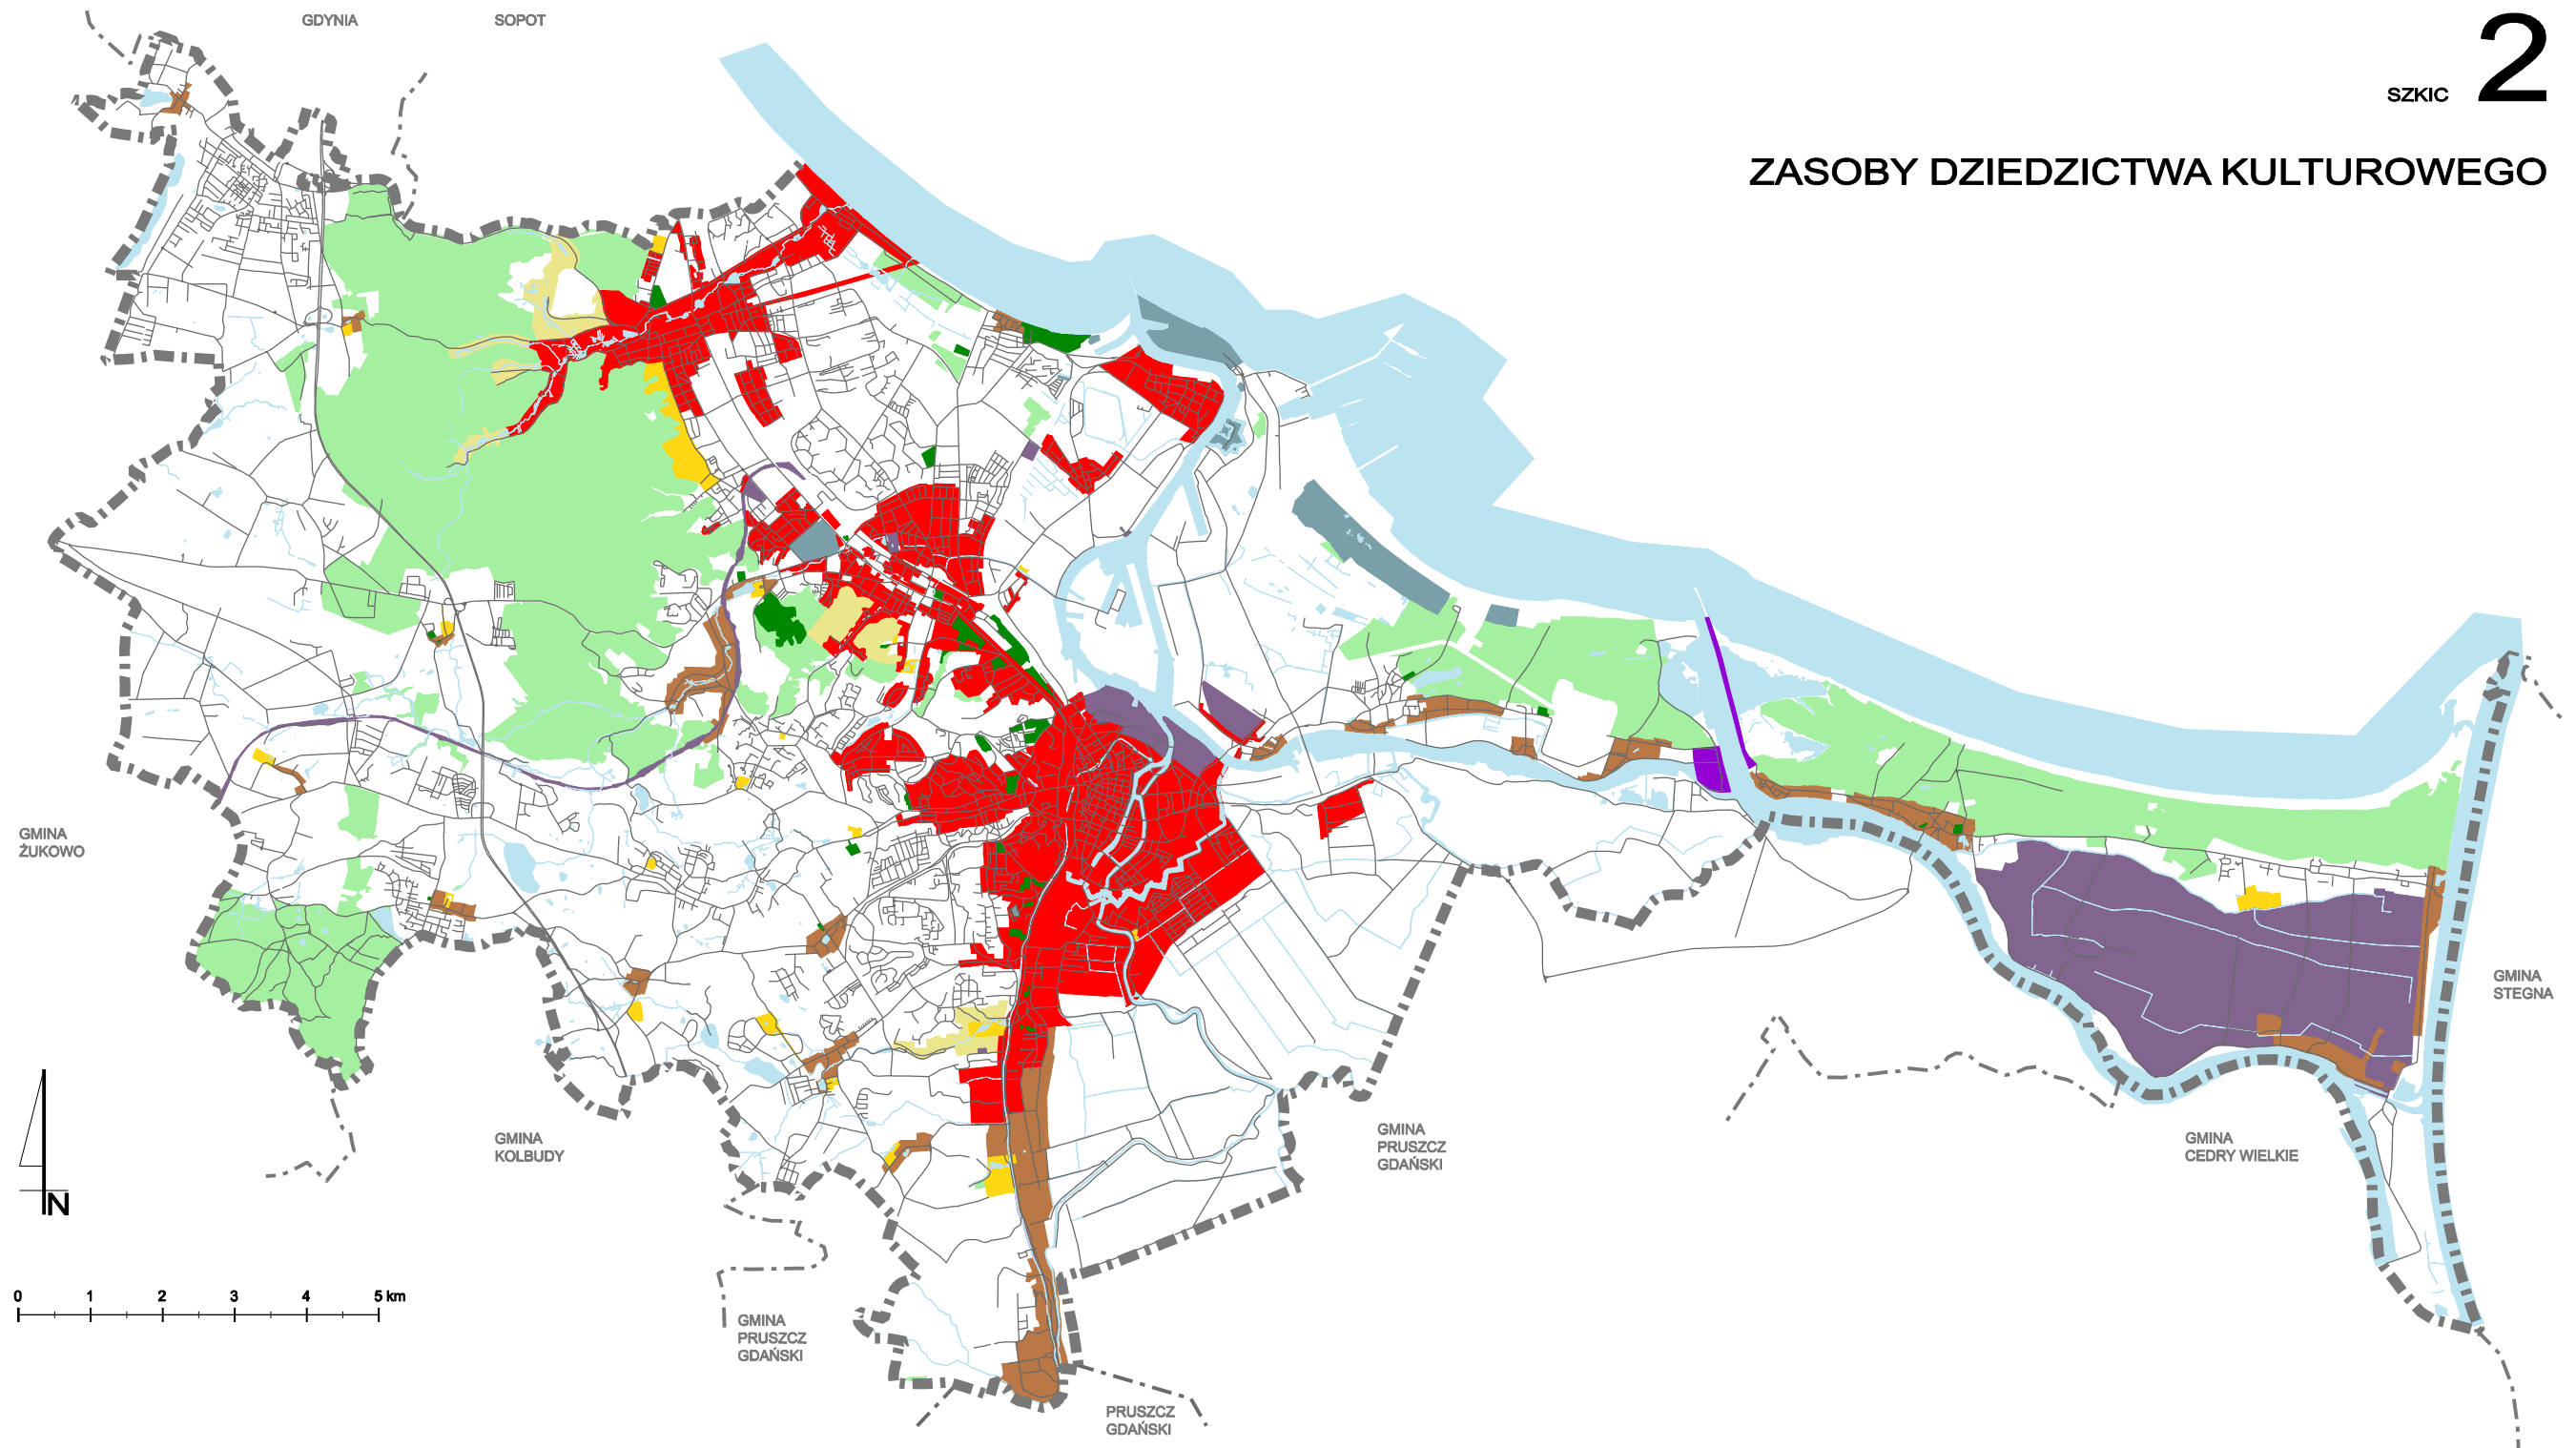 GDYNIA
SOPOT
SZKIC 2
ZASOBY DZIEDZICTWA KULTUROWEGO
GMINA
ŻUKOWO
GMINA
STEGNA
GMINA
KOLBUDY
GMINA
PRUSZCZ
GDAŃSKI
GMINA
CEDRY WIELKIE
N
0 1 2 3 4 5 km
GMINA
PRUSZCZ
GDAŃSKI
PRUSZCZ
GDAŃSKI